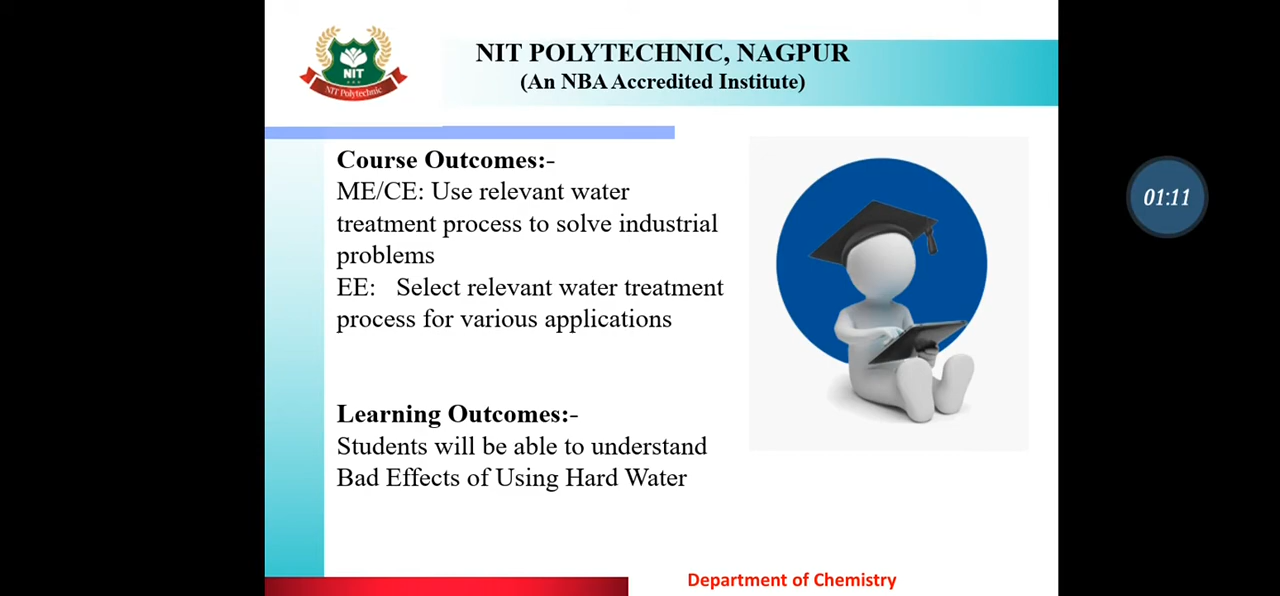 NIT POLYTECHNIC, NAGPUR
(An NBA Accredited Institute)
NIT
NIT Polytechnic
Course Outcomes:-
ME/CE: Use relevant water
treatment process to solve industrial
problems
EE: Select relevant water treatment
process for various applications
Learning Outcomes:-
Students will be able to understand
Bad Effects of Using Hard Water
01:11
Department of Chemistry